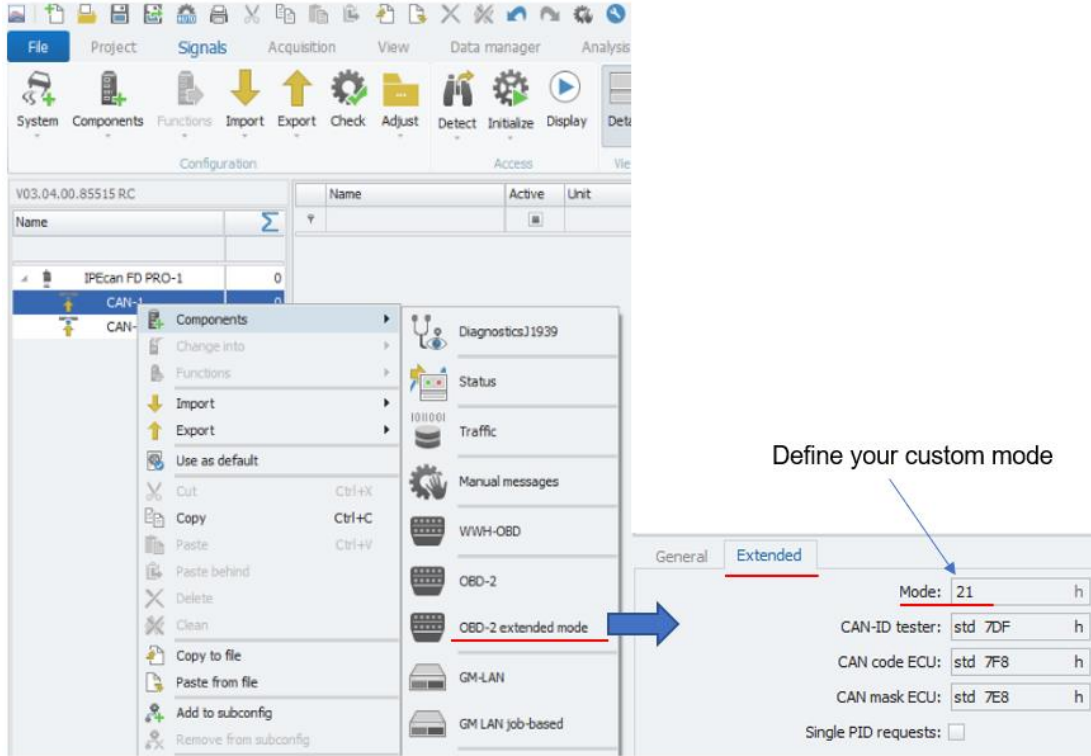 File Project Signals Acquisition View Data manager Analysis
System Components Functions Import Export Check Adjust Detect Initialize Display
Configuration Access
V03.04.00.85515 RC
Name Active Unit
Name Σ
IPEcan FD PRO-1 0
CAN-1 0
CAN-
Components
Change into
Functions
Import
Export
Use as default
Cut Ctrl+X
Copy Ctrl+C
Paste Ctrl+V
Paste behind
Delete
Clean
Copy to file
Paste from file
Add to subconfig
Remove from subconfig
DiagnosticsJ1939
Status
Traffic
Manual messages
WWH-OBD
OBD-2
OBD-2 extended mode
GM-LAN
GM LAN job-based
Define your custom mode
General Extended
Mode: 21 h
CAN-ID tester: std 7DF h
CAN code ECU: std 7F8 h
CAN mask ECU: std 7E8 h
Single PID requests: